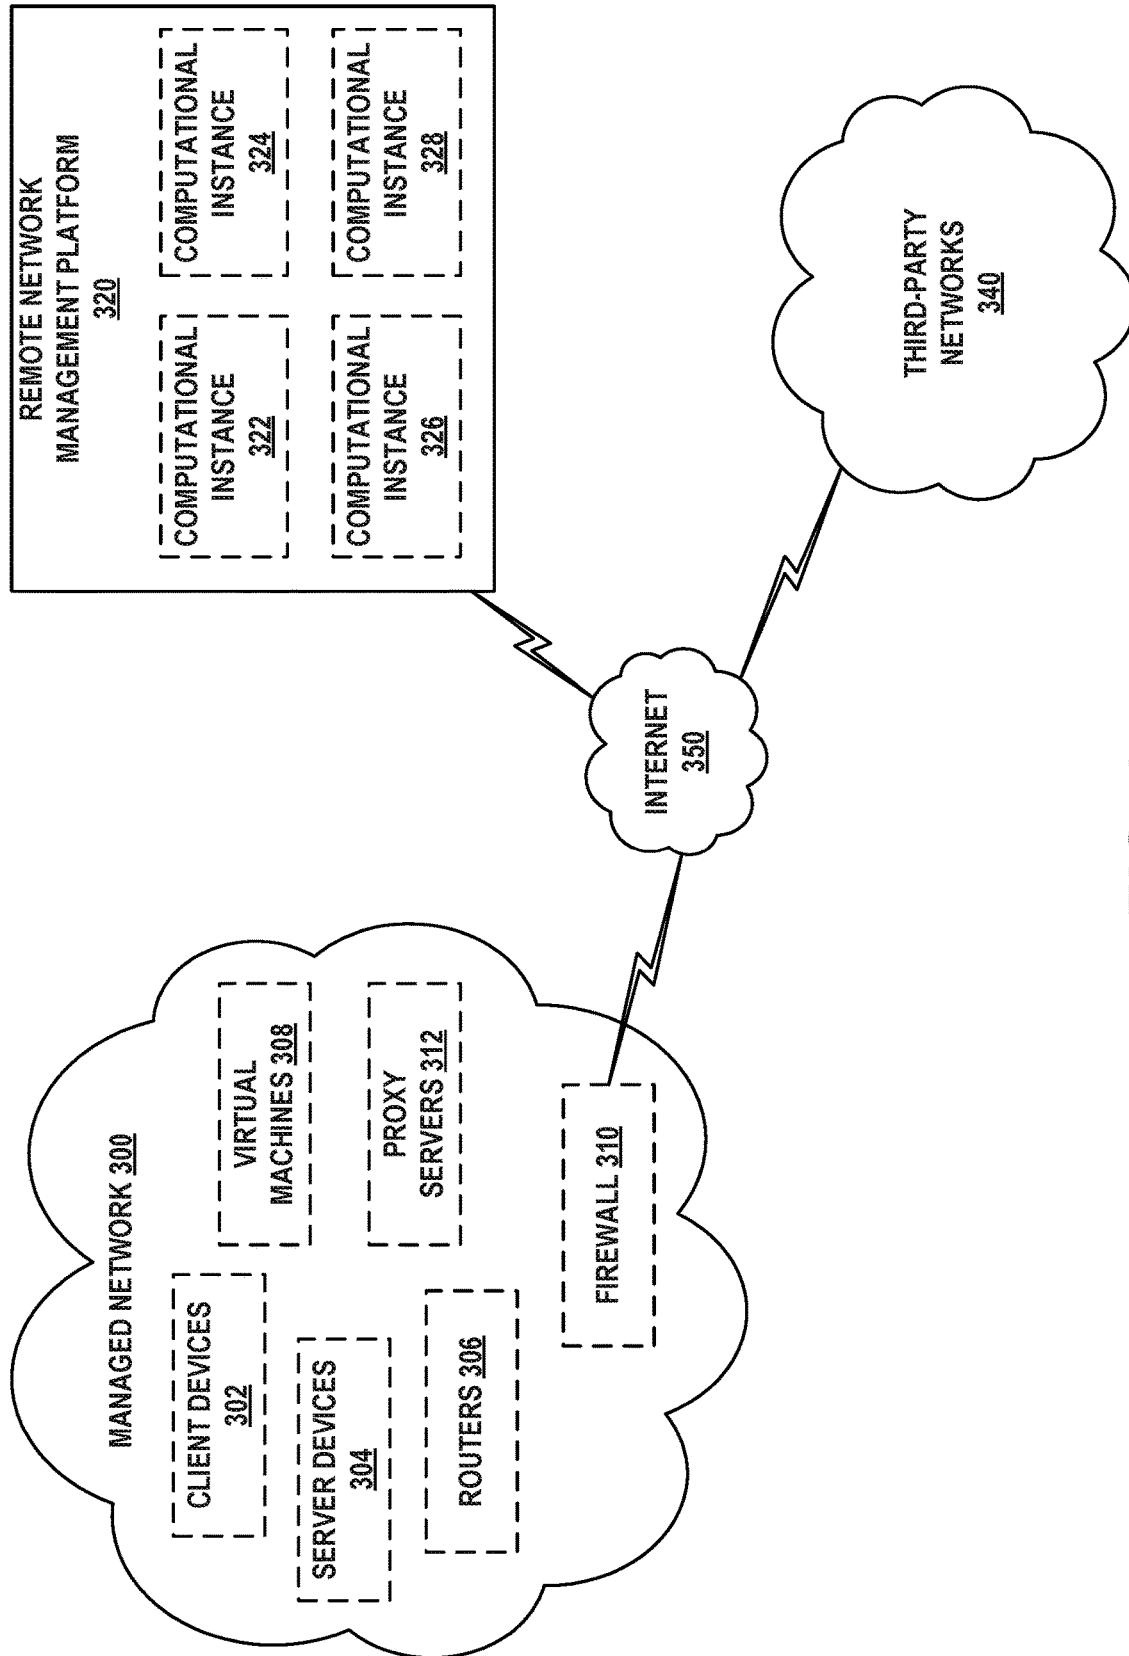 MANAGED NETWORK 300
CLIENT DEVICES
302
SERVER DEVICES
304
ROUTERS 306
VIRTUAL
MACHINES 308
PROXY
SERVERS 312
FIREWALL 310
INTERNET
350
REMOTE NETWORK
MANAGEMENT PLATFORM
320
COMPUTATIONAL
INSTANCE
322
COMPUTATIONAL
INSTANCE
324
COMPUTATIONAL
INSTANCE
326
COMPUTATIONAL
INSTANCE
328
THIRD-PARTY
NETWORKS
340